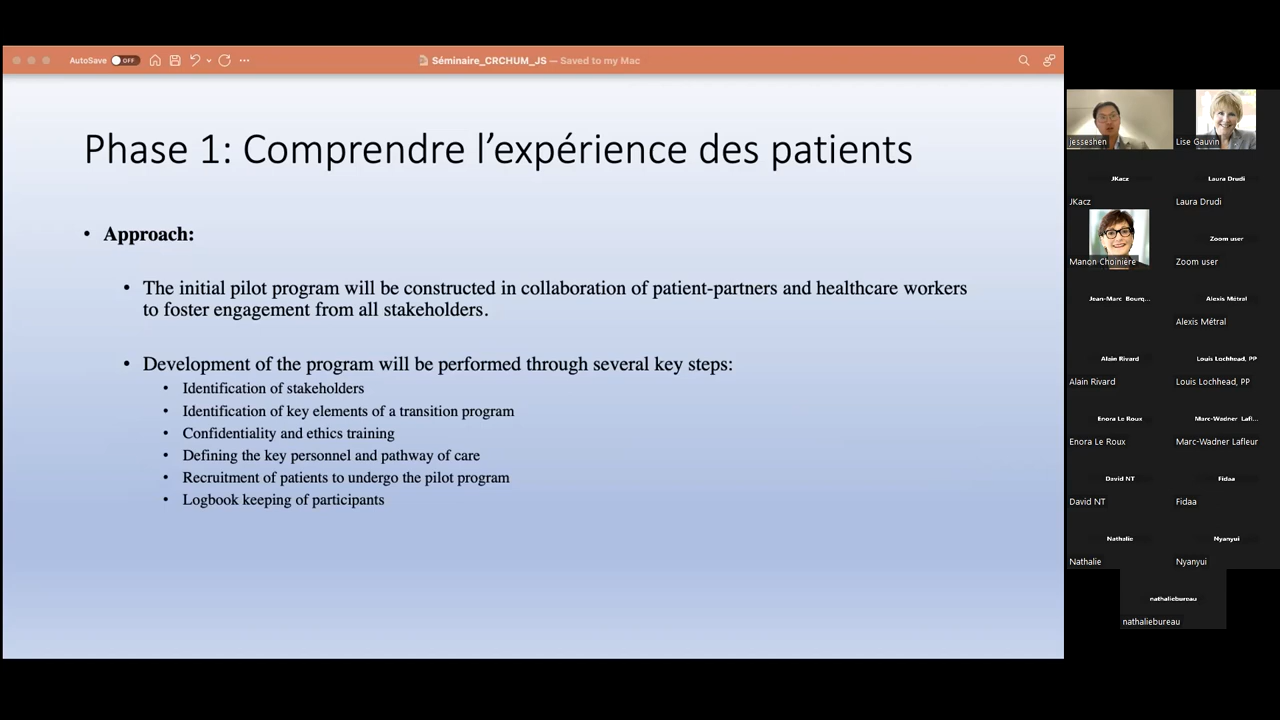 AutoSave OFF
Séminaire_CRCHUM_JS — Saved to my Mac
Phase 1: Comprendre l'expérience des patients
• Approach:
• The initial pilot program will be constructed in collaboration of patient-partners and healthcare workers
to foster engagement from all stakeholders.
• Development of the program will be performed through several key steps:
• Identification of stakeholders
• Identification of key elements of a transition program
• Confidentiality and ethics training
• Defining the key personnel and pathway of care
• Recruitment of patients to undergo the pilot program
• Logbook keeping of participants
jesseshen
Lise Gauvin
JKacz
Laura Drudi
JKacz
Laura Drudi
Zoom user
Manon Choinière
Zoom user
Jean-Marc Bourq...
Alexis Métral
Alexis Métral
Alain Rivard
Louis Lochhead, PP
Alain Rivard
Louis Lochhead, PP
Enora Le Roux
Marc-Wadner Lafl...
Enora Le Roux
Marc-Wadner Lafleur
David NT
Fidaa
David NT
Fidaa
Nathalie
Nyanyui
Nathalie
Nyanyui
nathaliebureau
nathaliebureau